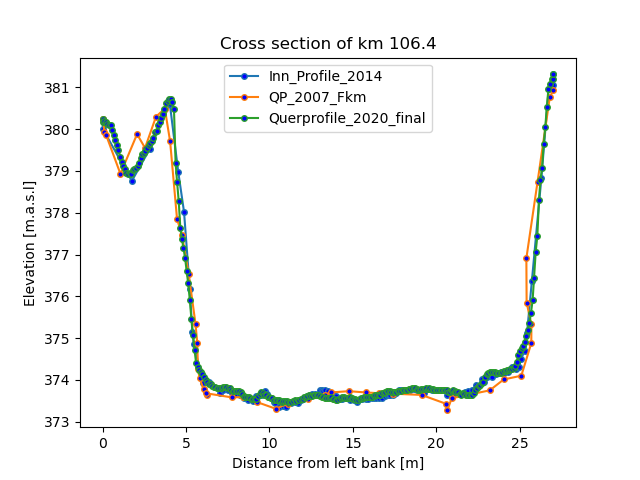 Cross section of km 106.4
Inn_Profile_2014
QP_2007_Fkm
Querprofile_2020_final
Elevation [m.a.s.l]
381
380
379
378
377
376
375
374
373
0 5 10 15 20 25
Distance from left bank [m]